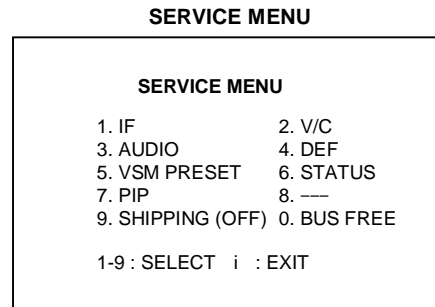 SERVICE MENU
SERVICE MENU
1. IF 2. V/C
3. AUDIO 4. DEF
5. VSM PRESET 6. STATUS
7. PIP 8. –––
9. SHIPPING (OFF) 0. BUS FREE
1-9 : SELECT i : EXIT